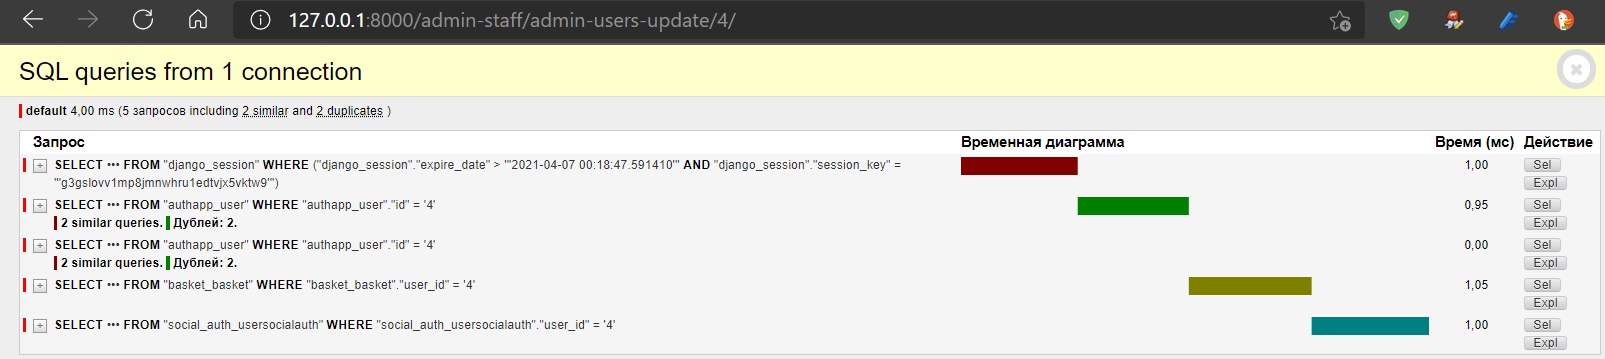 127.0.0.1:8000/admin-staff/admin-users-update/4/
SQL queries from 1 connection
default 4,00 ms (5 запросов including 2 similar and 2 duplicates )
Запрос Временная диаграмма Время (мс) Действие
+ SELECT ••• FROM "django_session" WHERE ("django_session"."expire_date" > '"2021-04-07 00:18:47.591410"' AND "django_session"."session_key" = 1,00 Sel
'"g3gslovv1mp8jmnwhru1edtvjx5vktw9"') Expl
+ SELECT ••• FROM "authapp_user" WHERE "authapp_user"."id" = '4' 0,95 Sel
2 similar queries. Дублей: 2. Expl
+ SELECT ••• FROM "authapp_user" WHERE "authapp_user"."id" = '4' 0,00 Sel
2 similar queries. Дублей: 2. Expl
+ SELECT ••• FROM "basket_basket" WHERE "basket_basket"."user_id" = '4' 1,05 Sel
Expl
+ SELECT ••• FROM "social_auth_usersocialauth" WHERE "social_auth_usersocialauth"."user_id" = '4' 1,00 Sel
Expl